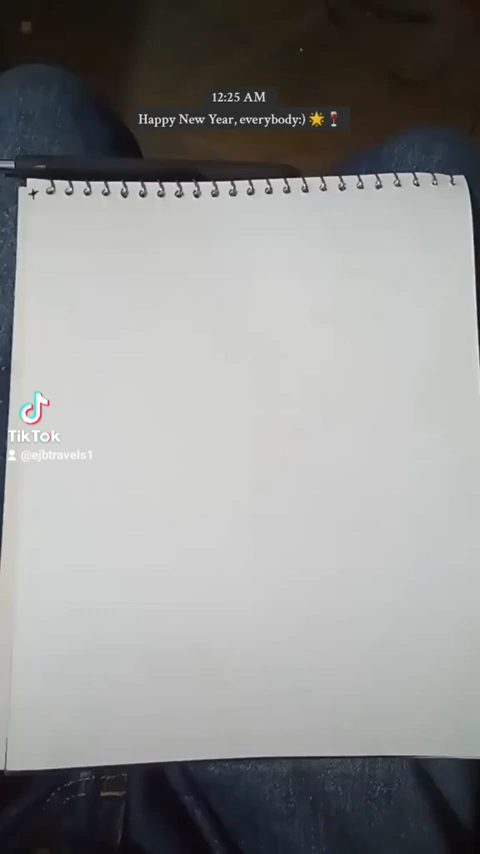 12:25 AM
Happy New Year, everybody:) 🌟🍷
TikTok
@ejbtravels1